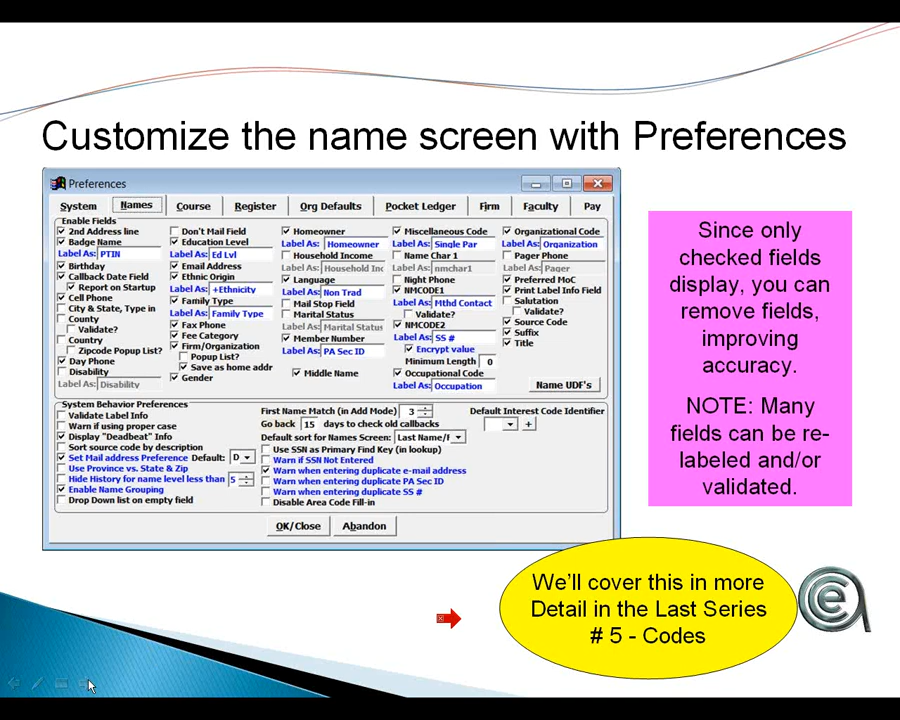 Customize the name screen with Preferences
Preferences
System Names Course Register Org Defaults Pocket Ledger Firm Faculty Pay
Enable Fields
2nd Address line
Badge Name
Label As: PTIN
Birthday
Callback Date Field
Report on Startup
Cell Phone
City & State, Type in
County
Validate?
Country
Zipcode Popup List?
Day Phone
Disability
Label As: Disability
Don't Mail Field
Education Level
Label As: Ed Lvl
Email Address
Ethnic Origin
Label As: +Ethnicity
Family Type
Label As: Family Type
Fax Phone
Fee Category
Firm/Organization
Popup List?
Save as home addr
Gender
Homeowner
Label As: Homeowner
Household Income
Label As: Household Inc
Language
Label As: Non Trad
Mail Stop Field
Marital Status
Label As: Marital Status
Member Number
Label As: PA Sec ID
Middle Name
Miscellaneous Code
Label As: Single Par
Name Char 1
Label As: nmchar1
Night Phone
NMCODE1
Label As: Mthd Contact
Validate?
NMCODE2
Label As: SS #
Encrypt value
Minimum Length 0
Occupational Code
Label As: Occupation
Organizational Code
Label As: Organization
Pager Phone
Label As: Pager
Preferred MoC
Print Label Info Field
Salutation
Validate?
Source Code
Suffix
Title
Name UDF's
System Behavior Preferences
Validate Label Info
Warn if using proper case
Display "Deadbeat" Info
Sort source code by description
Set Mail address Preference Default: D
Use Province vs. State & Zip
Hide History for name level less than 5
Enable Name Grouping
Drop Down list on empty field
First Name Match (in Add Mode) 3
Go back 15 days to check old callbacks
Default sort for Names Screen: Last Name/F
Use SSN as Primary Find Key (in lookup)
Warn if SSN Not Entered
Warn when entering duplicate e-mail address
Warn when entering duplicate PA Sec ID
Warn when entering duplicate SS #
Disable Area Code Fill-in
Default Interest Code Identifier
+
OK/Close Abandon
Since only
checked fields
display, you can
remove fields,
improving
accuracy.
NOTE: Many
fields can be re-
labeled and/or
validated.
We'll cover this in more
Detail in the Last Series
# 5 - Codes